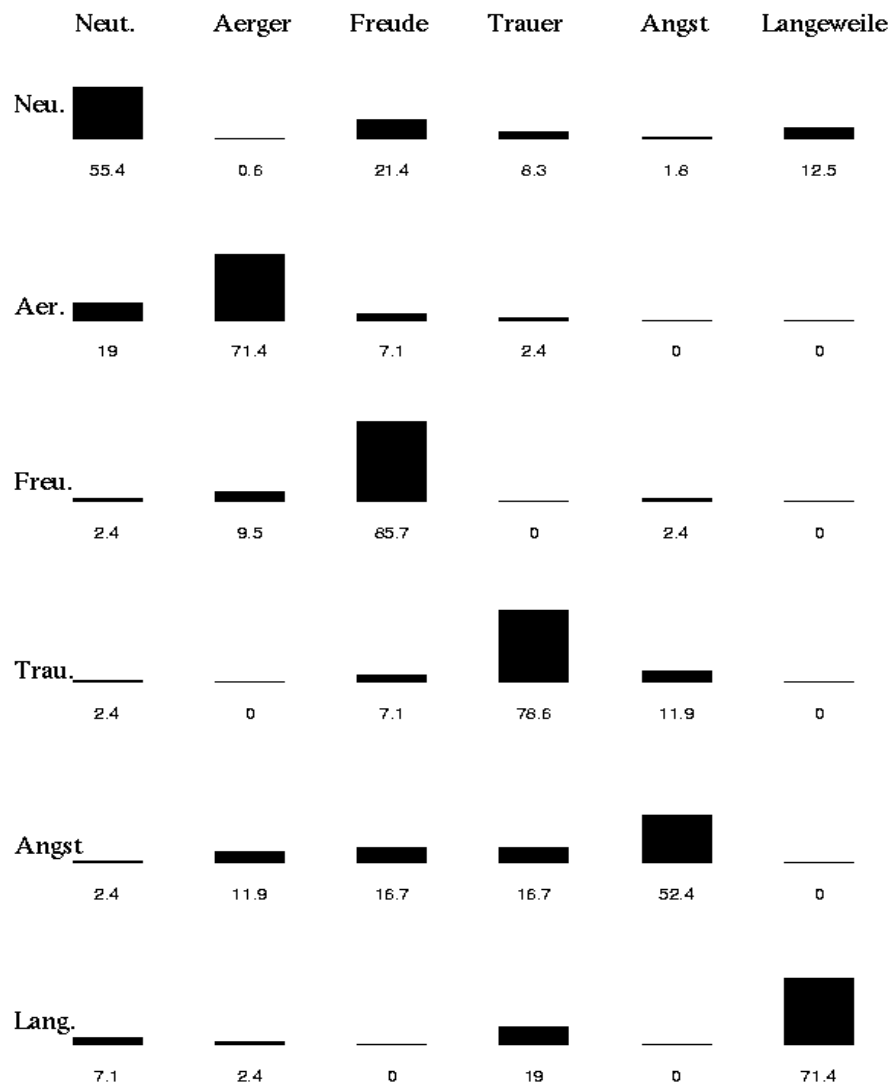 Neut. Aerger Freude Trauer Angst Langeweile
Neu.
55.4 0.6 21.4 8.3 1.8 12.5
Aer.
19 71.4 7.1 2.4 0 0
Freu.
2.4 9.5 85.7 0 2.4 0
Trau.
2.4 0 7.1 78.6 11.9 0
Angst
2.4 11.9 16.7 16.7 52.4 0
Lang.
7.1 2.4 0 19 0 71.4